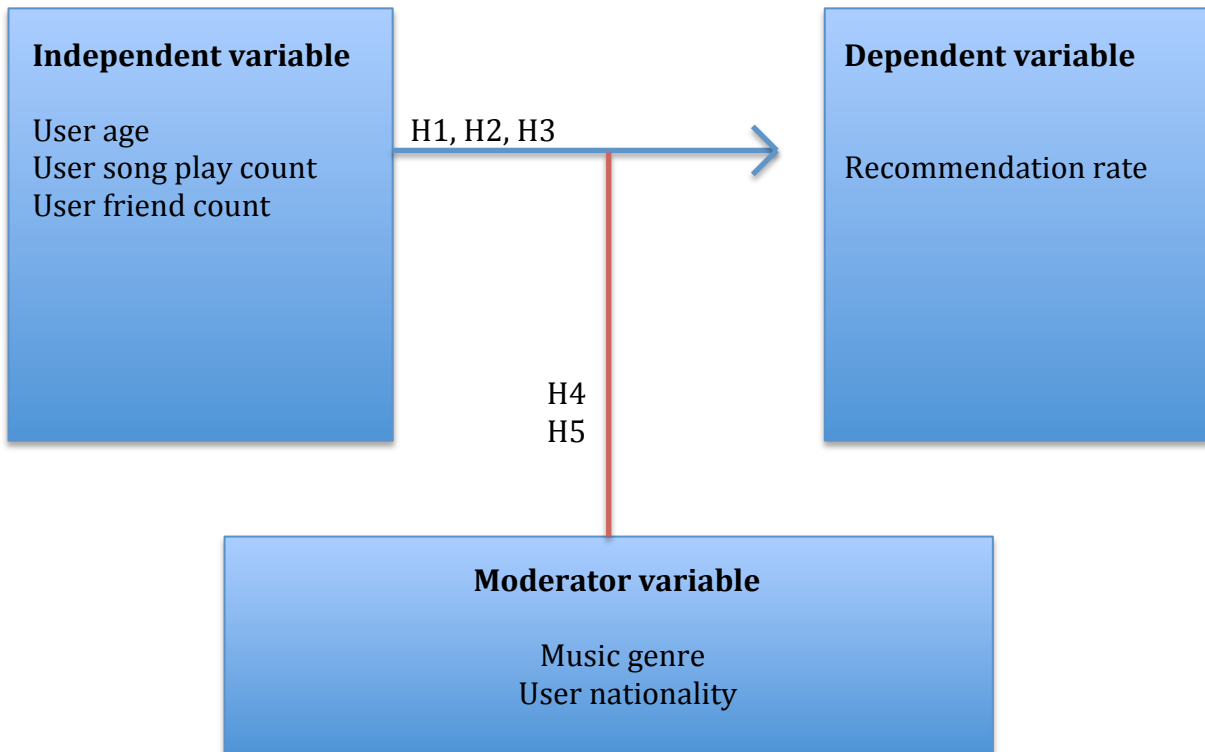 Independent variable
User age
User song play count
User friend count
H1, H2, H3
Dependent variable
Recommendation rate
H4
H5
Moderator variable
Music genre
User nationality